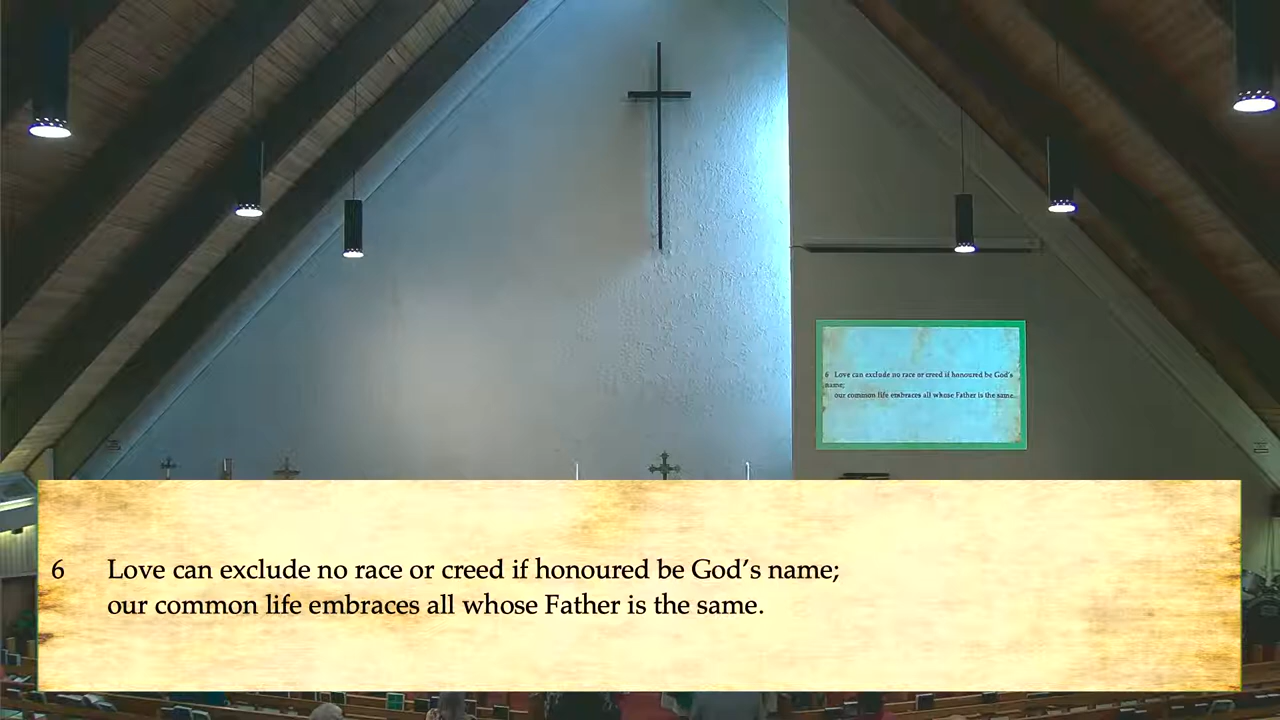 6 Love can exclude no race or creed if honoured be God's
name;
our common life embraces all whose Father is the same.
6 Love can exclude no race or creed if honoured be God’s name;
our common life embraces all whose Father is the same.